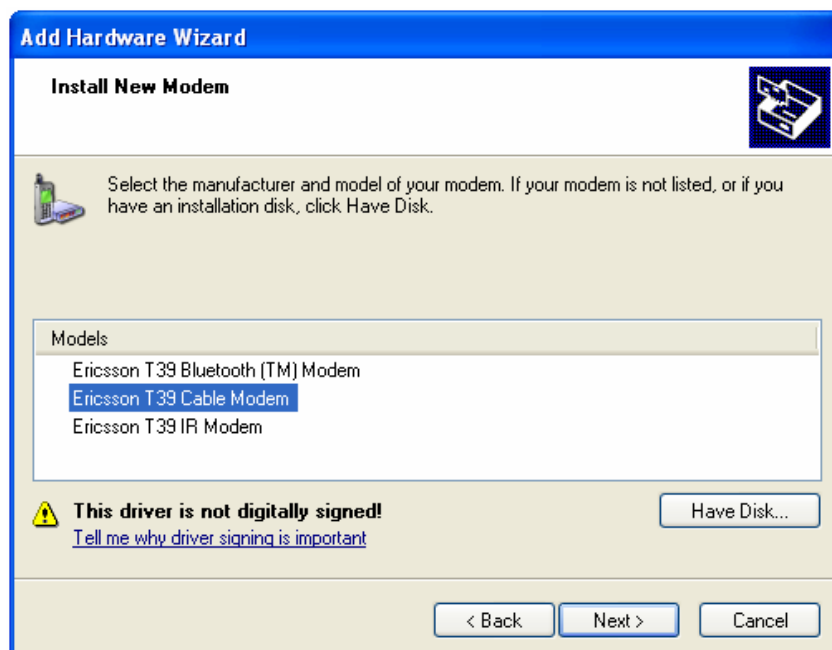 Add Hardware Wizard
Install New Modem
Select the manufacturer and model of your modem. If your modem is not listed, or if you
have an installation disk, click Have Disk.
Models
Ericsson T39 Bluetooth (TM) Modem
Ericsson T39 Cable Modem
Ericsson T39 IR Modem
This driver is not digitally signed!
Have Disk...
Tell me why driver signing is important
< Back
Next >
Cancel